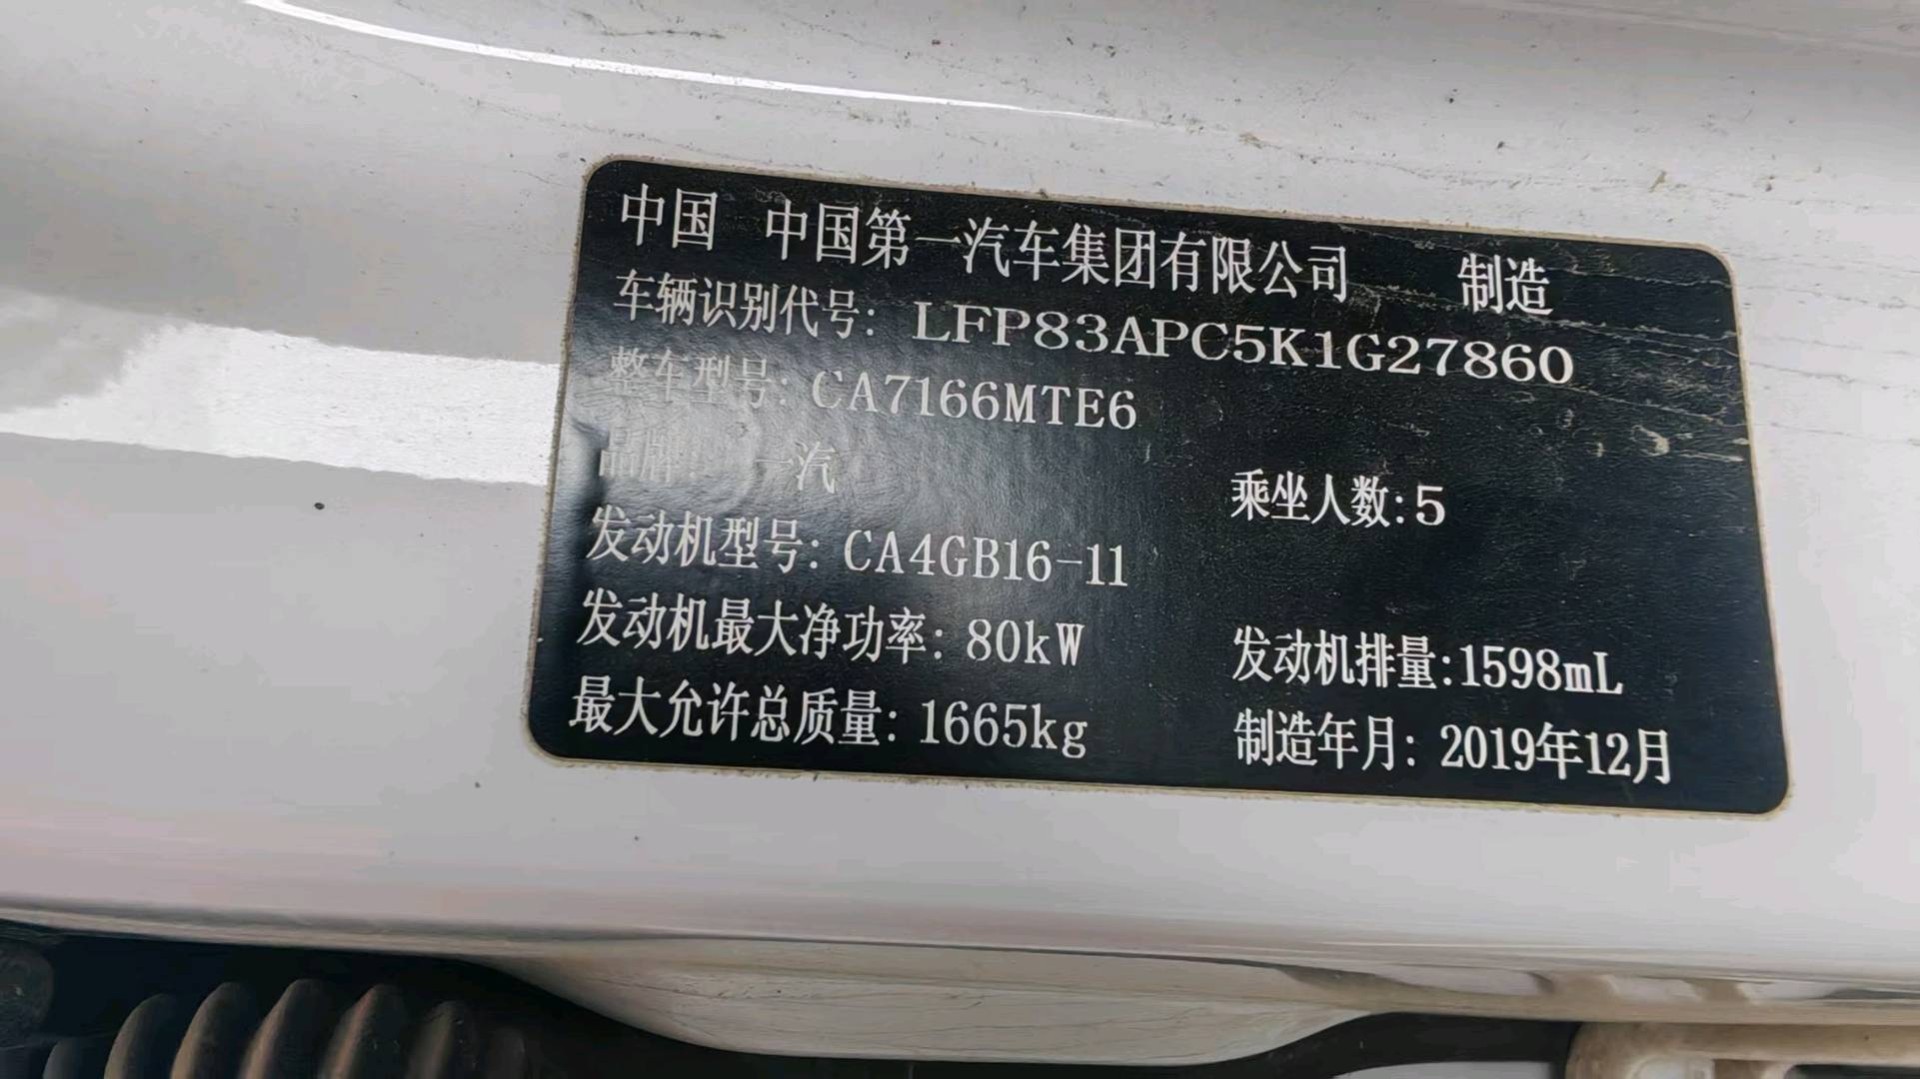 中国 中国第一汽车集团有限公司 制造
车辆识别代号：LFP83APC5K1G27860
整车型号：CA7166MTE6
品牌：一汽 乘坐人数:5
发动机型号：CA4GB16-11
发动机最大净功率：80kW 发动机排量:1598mL
最大允许总质量：1665kg 制造年月：2019年12月